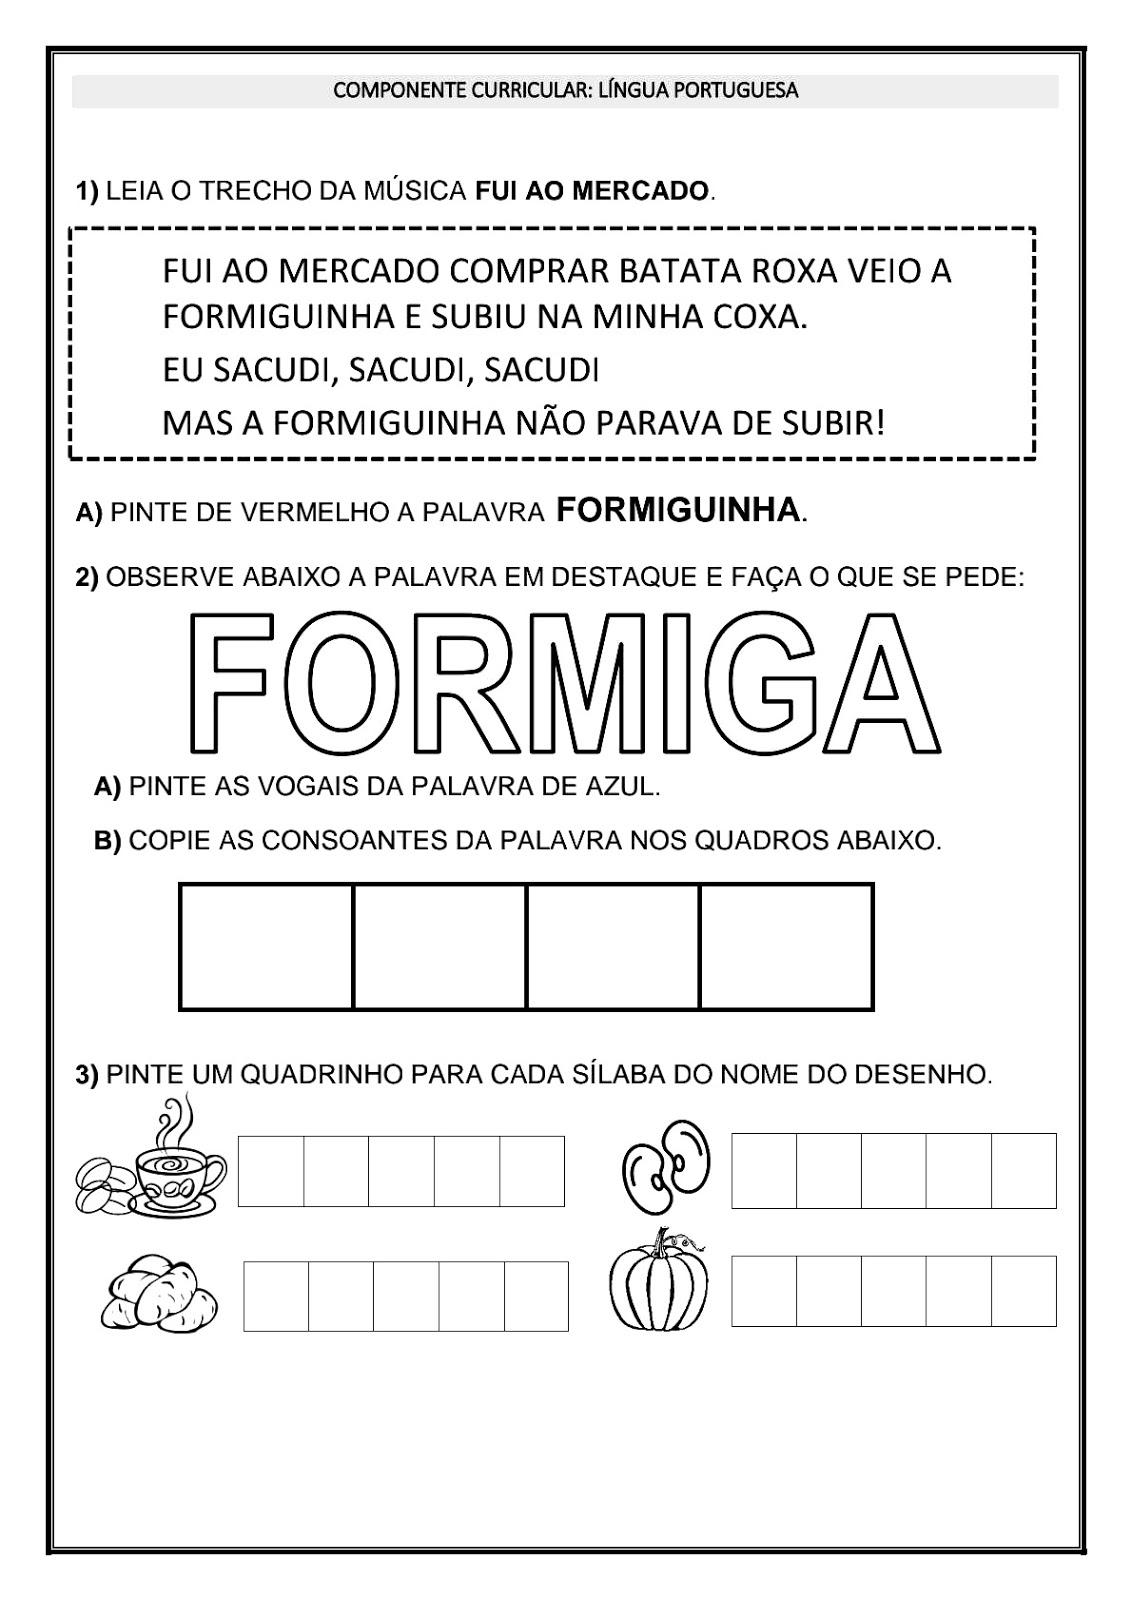 COMPONENTE CURRICULAR: LÍNGUA PORTUGUESA
1) LEIA O TRECHO DA MÚSICA FUI AO MERCADO.
FUI AO MERCADO COMPRAR BATATA ROXA VEIO A
FORMIGUINHA E SUBIU NA MINHA COXA.
EU SACUDI, SACUDI, SACUDI
MAS A FORMIGUINHA NÃO PARAVA DE SUBIR!
A) PINTE DE VERMELHO A PALAVRA FORMIGUINHA.
2) OBSERVE ABAIXO A PALAVRA EM DESTAQUE E FAÇA O QUE SE PEDE:
FORMIGA
A) PINTE AS VOGAIS DA PALAVRA DE AZUL.
B) COPIE AS CONSOANTES DA PALAVRA NOS QUADROS ABAIXO.
3) PINTE UM QUADRINHO PARA CADA SÍLABA DO NOME DO DESENHO.